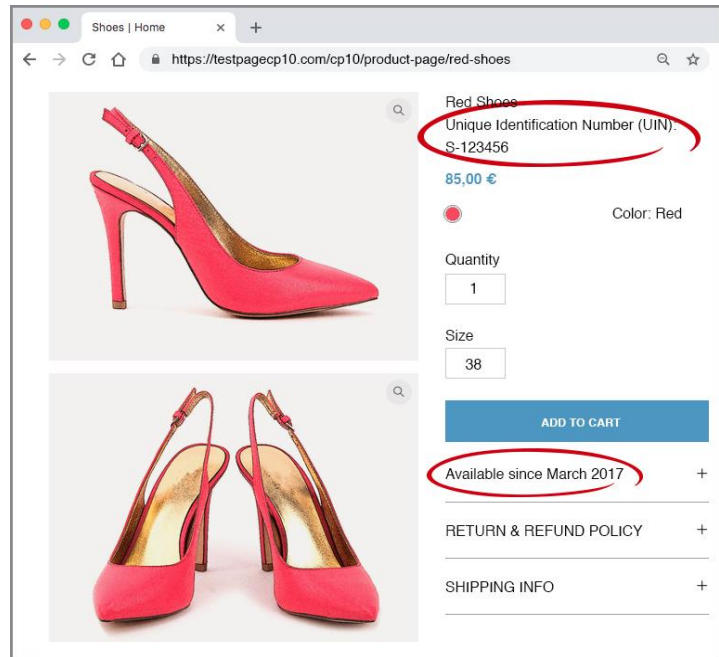 Shoes | Home
https://testpagecp10.com/cp10/product-page/red-shoes
Red Shoes
Unique Identification Number (UIN):
S-123456
85,00 €
Color: Red
Quantity
1
Size
38
ADD TO CART
Available since March 2017
RETURN & REFUND POLICY
SHIPPING INFO